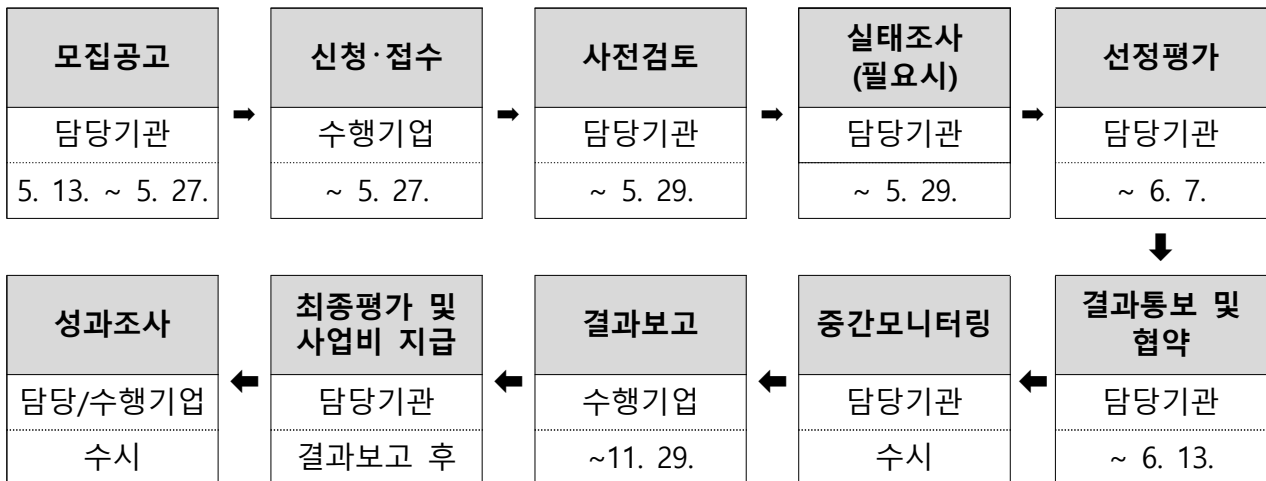 모집공고
담당기관
5. 13. ~ 5. 27.
➡
신청·접수
수행기업
~ 5. 27.
➡
사전검토
담당기관
~ 5. 29.
➡
실태조사
(필요시)
담당기관
~ 5. 29.
➡
선정평가
담당기관
~ 6. 7.
⬇
결과통보 및
협약
담당기관
~ 6. 13.
⬅
중간모니터링
담당기관
수시
⬅
결과보고
수행기업
~11. 29.
⬅
최종평가 및
사업비 지급
담당기관
결과보고 후
⬅
성과조사
담당/수행기업
수시